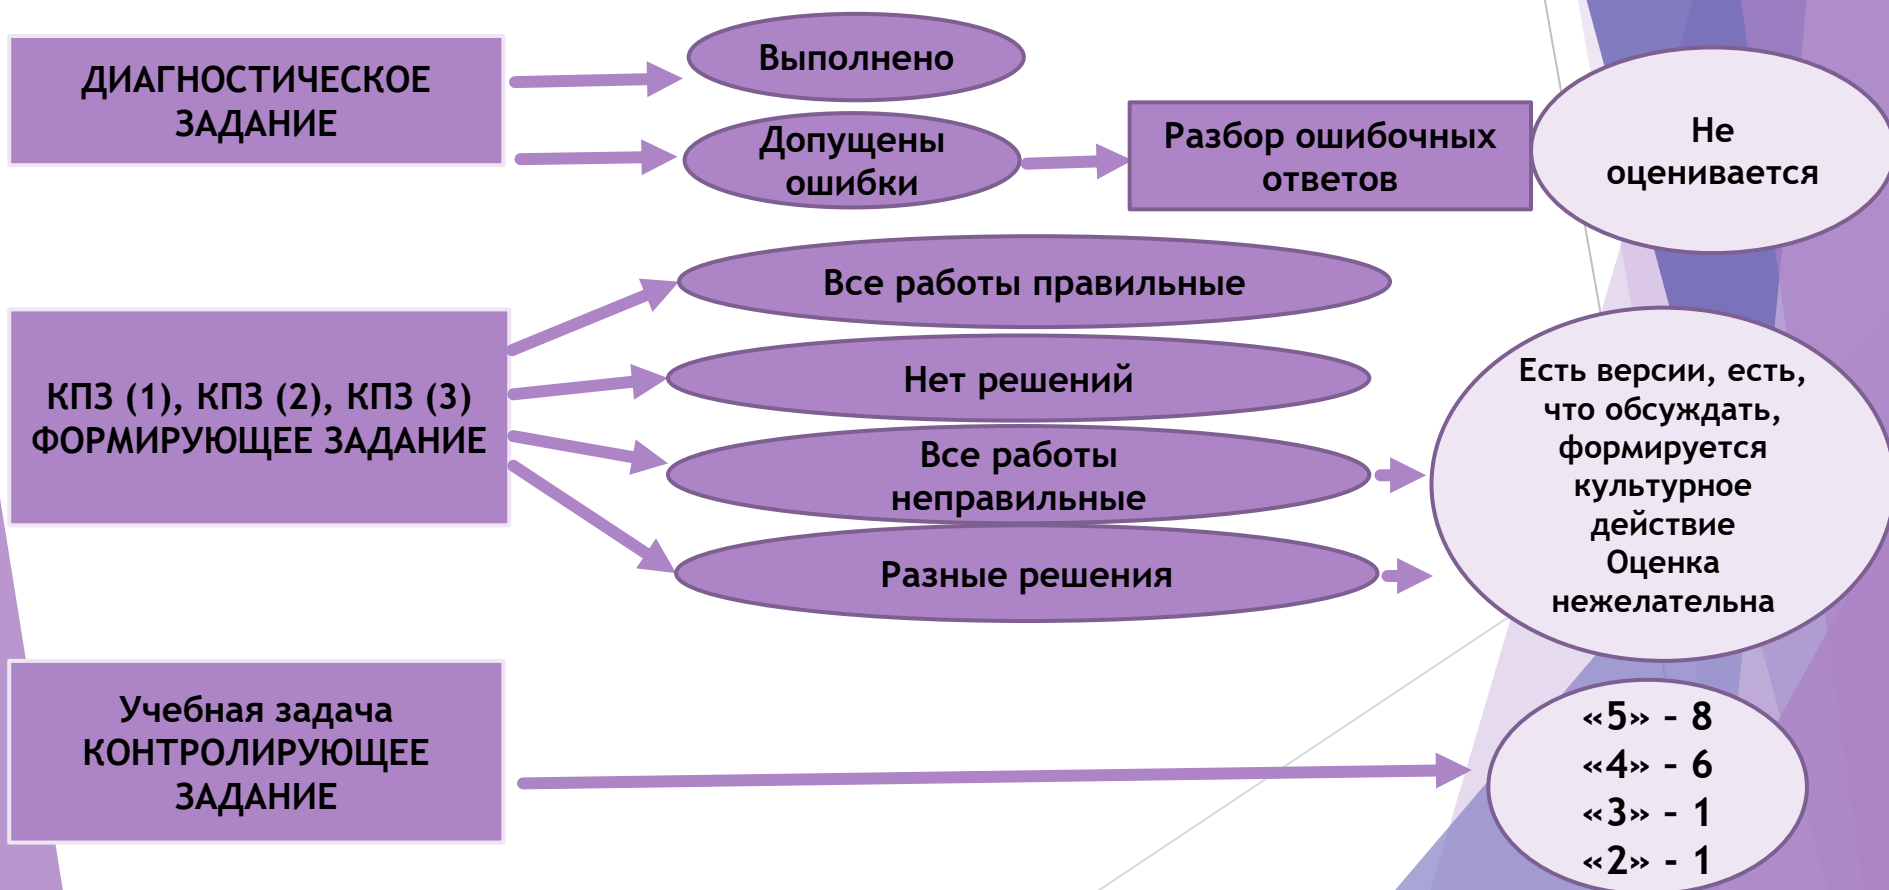 ДИАГНОСТИЧЕСКОЕ
ЗАДАНИЕ
Выполнено
Допущены
ошибки
Разбор ошибочных
ответов
Не
оценивается
КПЗ (1), КПЗ (2), КПЗ (3)
ФОРМИРУЮЩЕЕ ЗАДАНИЕ
Все работы правильные
Нет решений
Все работы
неправильные
Разные решения
Есть версии, есть,
что обсуждать,
формируется
культурное
действие
Оценка
нежелательна
Учебная задача
КОНТРОЛИРУЮЩЕЕ
ЗАДАНИЕ
«5» – 8
«4» – 6
«3» – 1
«2» - 1